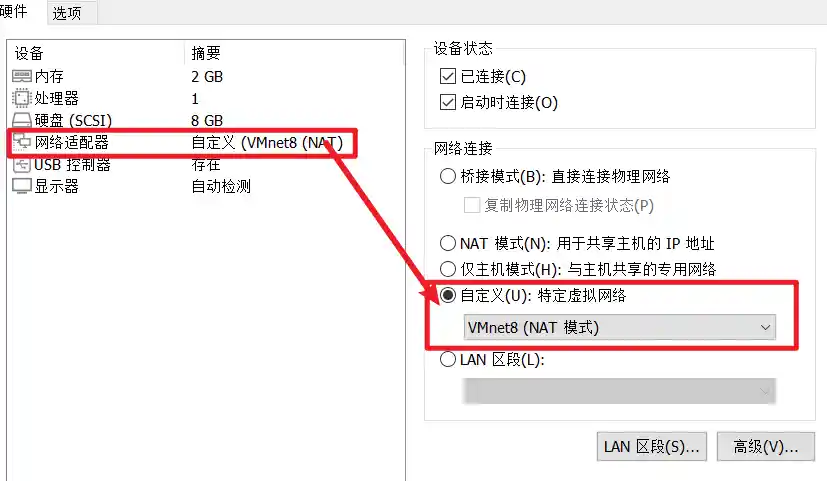 硬件 选项
设备 摘要
内存 2 GB
处理器 1
硬盘 (SCSI) 8 GB
网络适配器 自定义 (VMnet8 (NAT)
USB 控制器 存在
显示器 自动检测
设备状态
已连接(C)
启动时连接(O)
网络连接
桥接模式(B): 直接连接物理网络
复制物理网络连接状态(P)
NAT 模式(N): 用于共享主机的 IP 地址
仅主机模式(H): 与主机共享的专用网络
自定义(U): 特定虚拟网络
VMnet8 (NAT 模式)
LAN 区段(L):
LAN 区段(S)... 高级(V)...